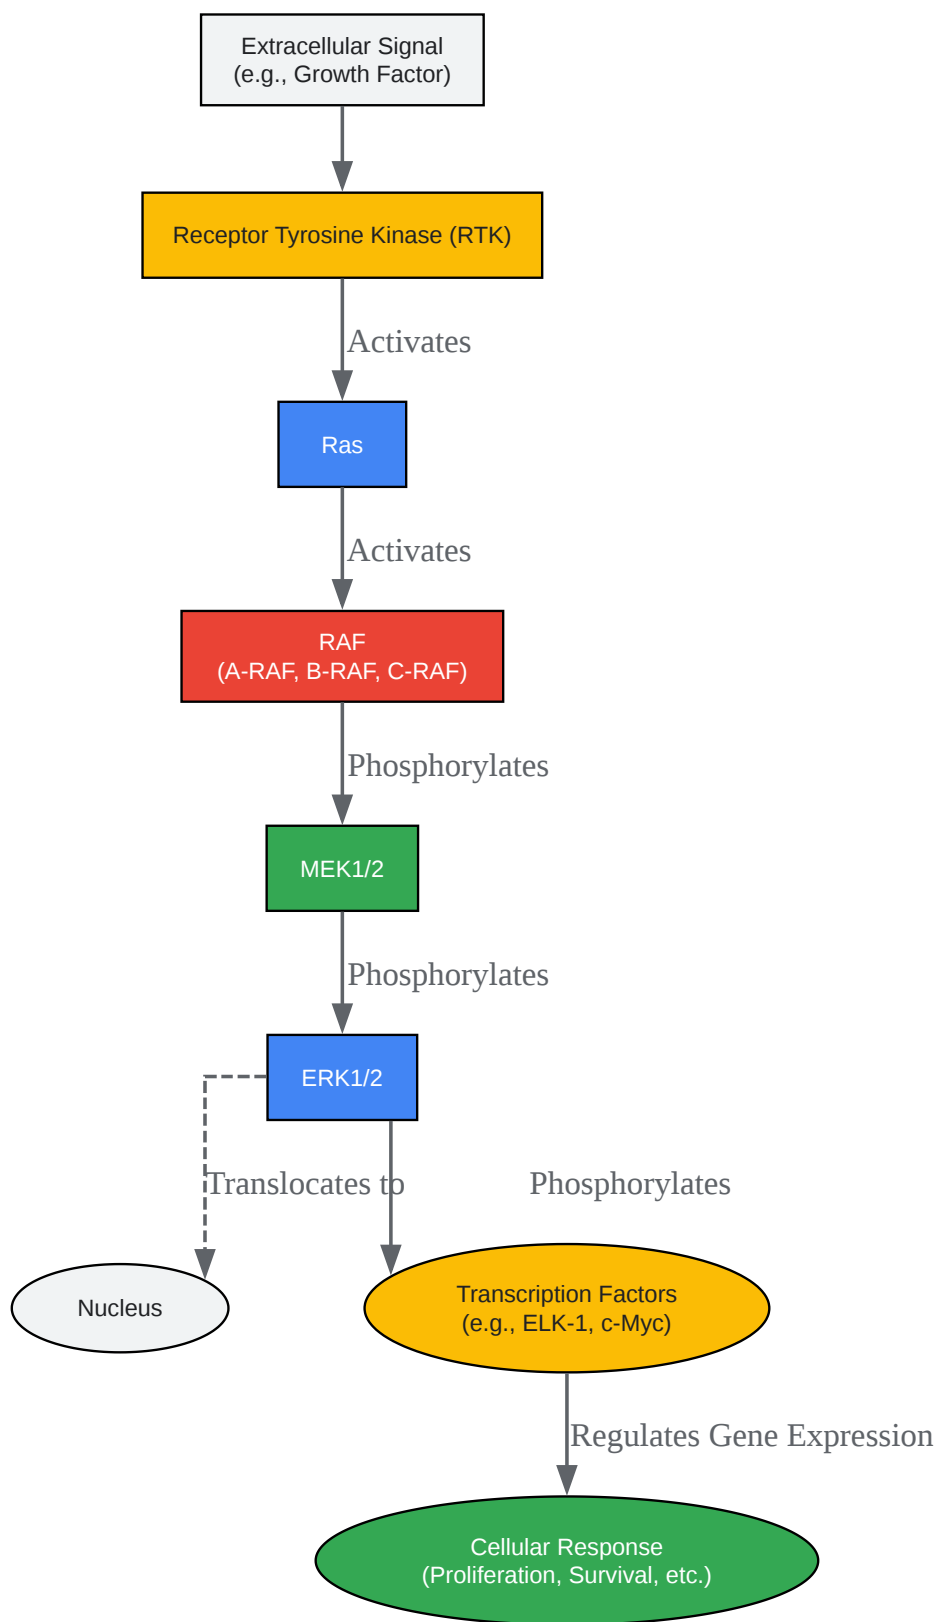 Extracellular Signal
(e.g., Growth Factor)
Receptor Tyrosine Kinase (RTK)
Activates
Ras
Activates
RAF
(A-RAF, B-RAF, C-RAF)
Phosphorylates
MEK1/2
Phosphorylates
ERK1/2
Translocates to
Phosphorylates
Nucleus
Transcription Factors
(e.g., ELK-1, c-Myc)
Regulates Gene Expression
Cellular Response
(Proliferation, Survival, etc.)